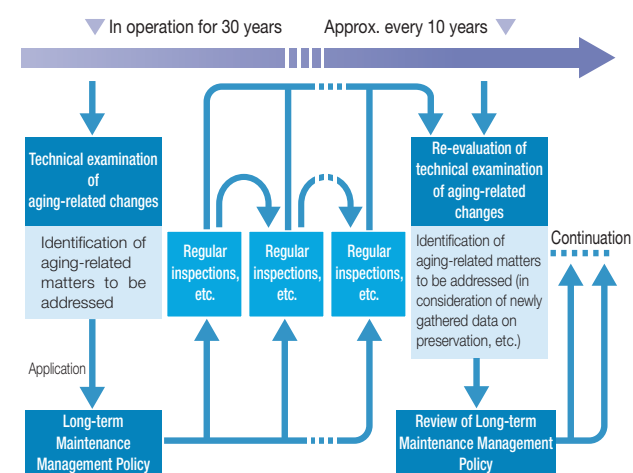 In operation for 30 years
Approx. every 10 years
Technical examination
of
aging-related changes
Identification of
aging-related
matters to be
addressed
Application
Long-term
Maintenance
Management Policy
Regular
inspections,
etc.
Regular
inspections,
etc.
Regular
inspections,
etc.
Re-evaluation of
technical examination
of aging-related
changes
Identification of
aging-related matters
to be addressed (in
consideration of newly
gathered data on
preservation, etc.)
Continuation
Review of Long-term
Maintenance Management
Policy